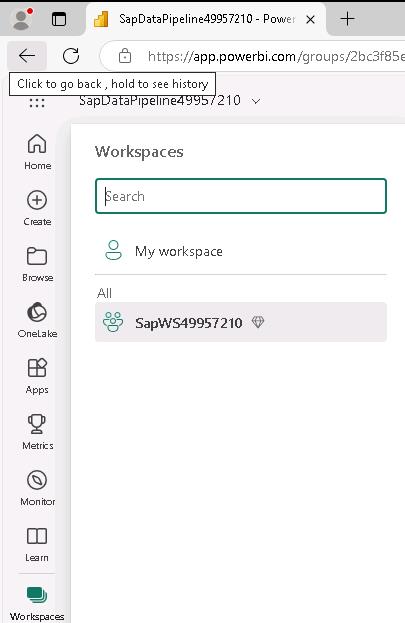 SapDataPipeline49957210 - Power
https://app.powerbi.com/groups/2bc3f85e
Click to go back , hold to see history
SapDataPipeline49957210
Workspaces
Search
Home
My workspace
Create
All
Browse
SapWS49957210
OneLake
Apps
Metrics
Monitor
Learn
Workspaces